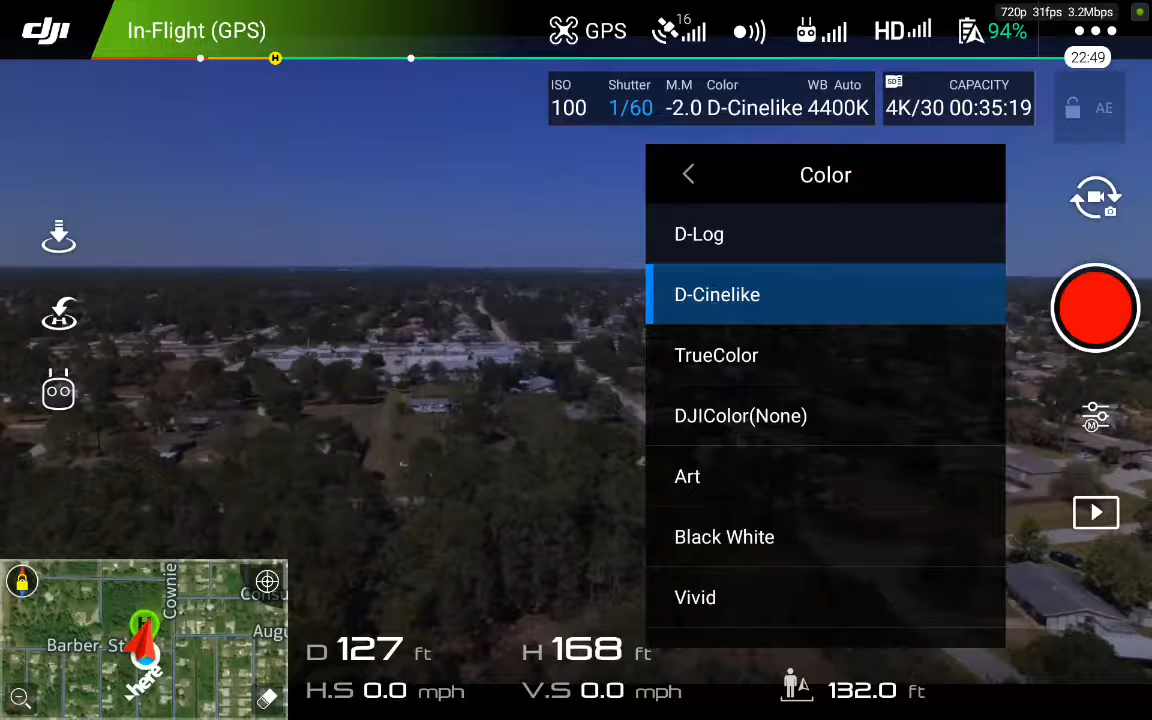 720p 31fps 3.2Mbps
dji In-Flight (GPS) GPS 16 HD 94%
22:49
ISO Shutter M.M Color WB Auto CAPACITY
100 1/60 -2.0 D-Cinelike 4400K 4K/30 00:35:19
AE
Color
D-Log
D-Cinelike
TrueColor
DJIColor(None)
Art
Black White
Vivid
M
H
Cownie
Consu
Augu
Barber St
H
here
D 127 ft H 168 ft
H.S 0.0 mph V.S 0.0 mph 132.0 ft